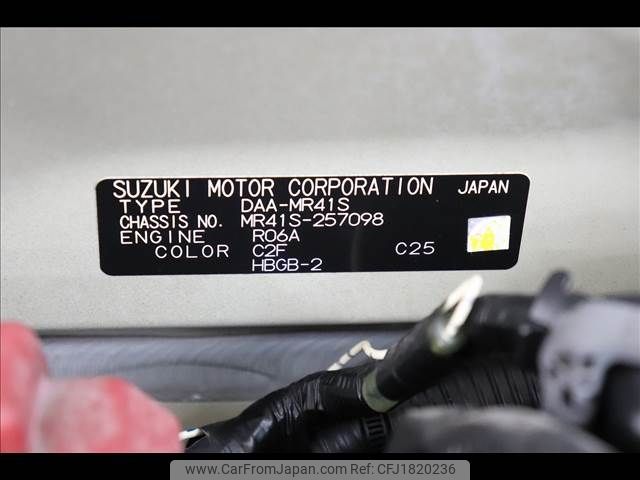 SUZUKI MOTOR CORPORATION JAPAN
TYPE DAA-MR41S
CHASSIS NO. MR41S-257098
ENGINE R06A
COLOR C2F C25
HBGB-2
www.CarFromJapan.com Ref:CFJ1820236